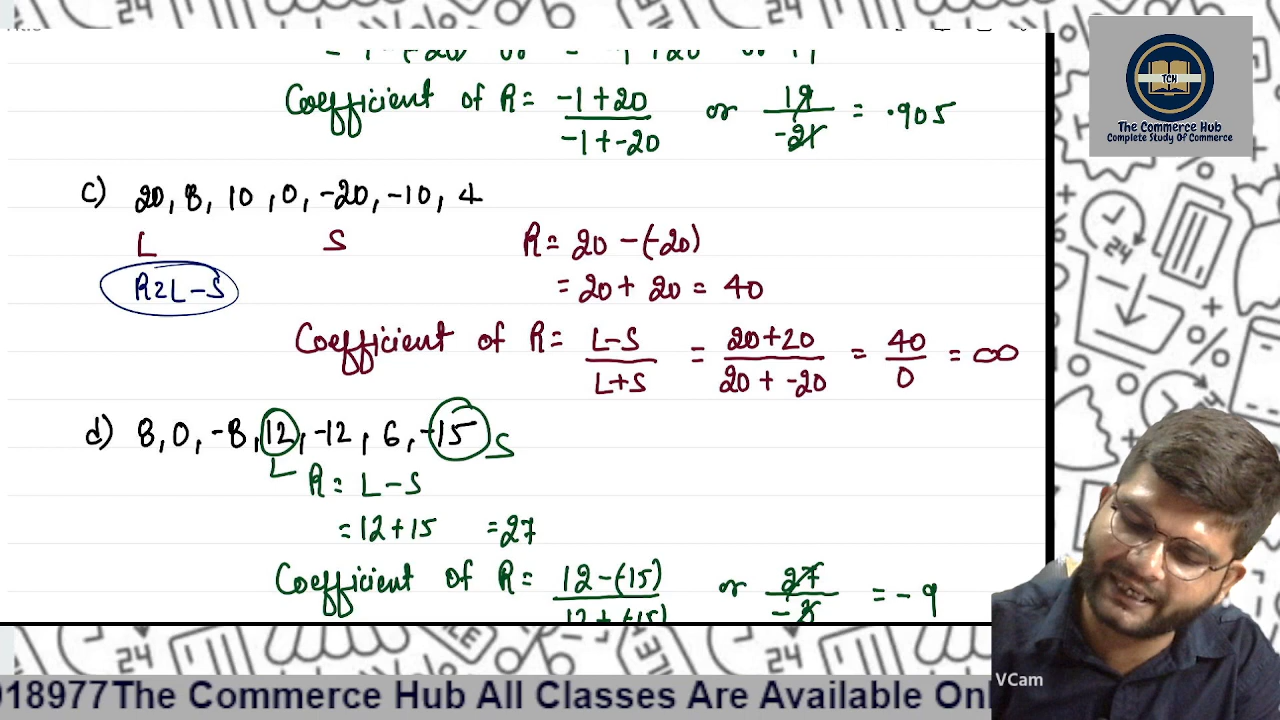 Coefficient of R = -1+20 / -1+-20 or 19 / -21 = .905
c) 20, 8, 10, 0, -20, -10, 4
L S
R = L-S
R = 20 - (-20)
= 20 + 20 = 40
Coefficient of R = L-S / L+S = 20+20 / 20 + -20 = 40 / 0 = ∞
d) 8, 0, -8, 12, -12, 6, -15 S
L
R = L-S
= 12+15 = 27
Coefficient of R = 12-(-15) / 12 + (-15) or 27 / -3 = -9
TCH
The Commerce Hub
Complete Study Of Commerce
VCam
918977 The Commerce Hub All Classes Are Available Onl